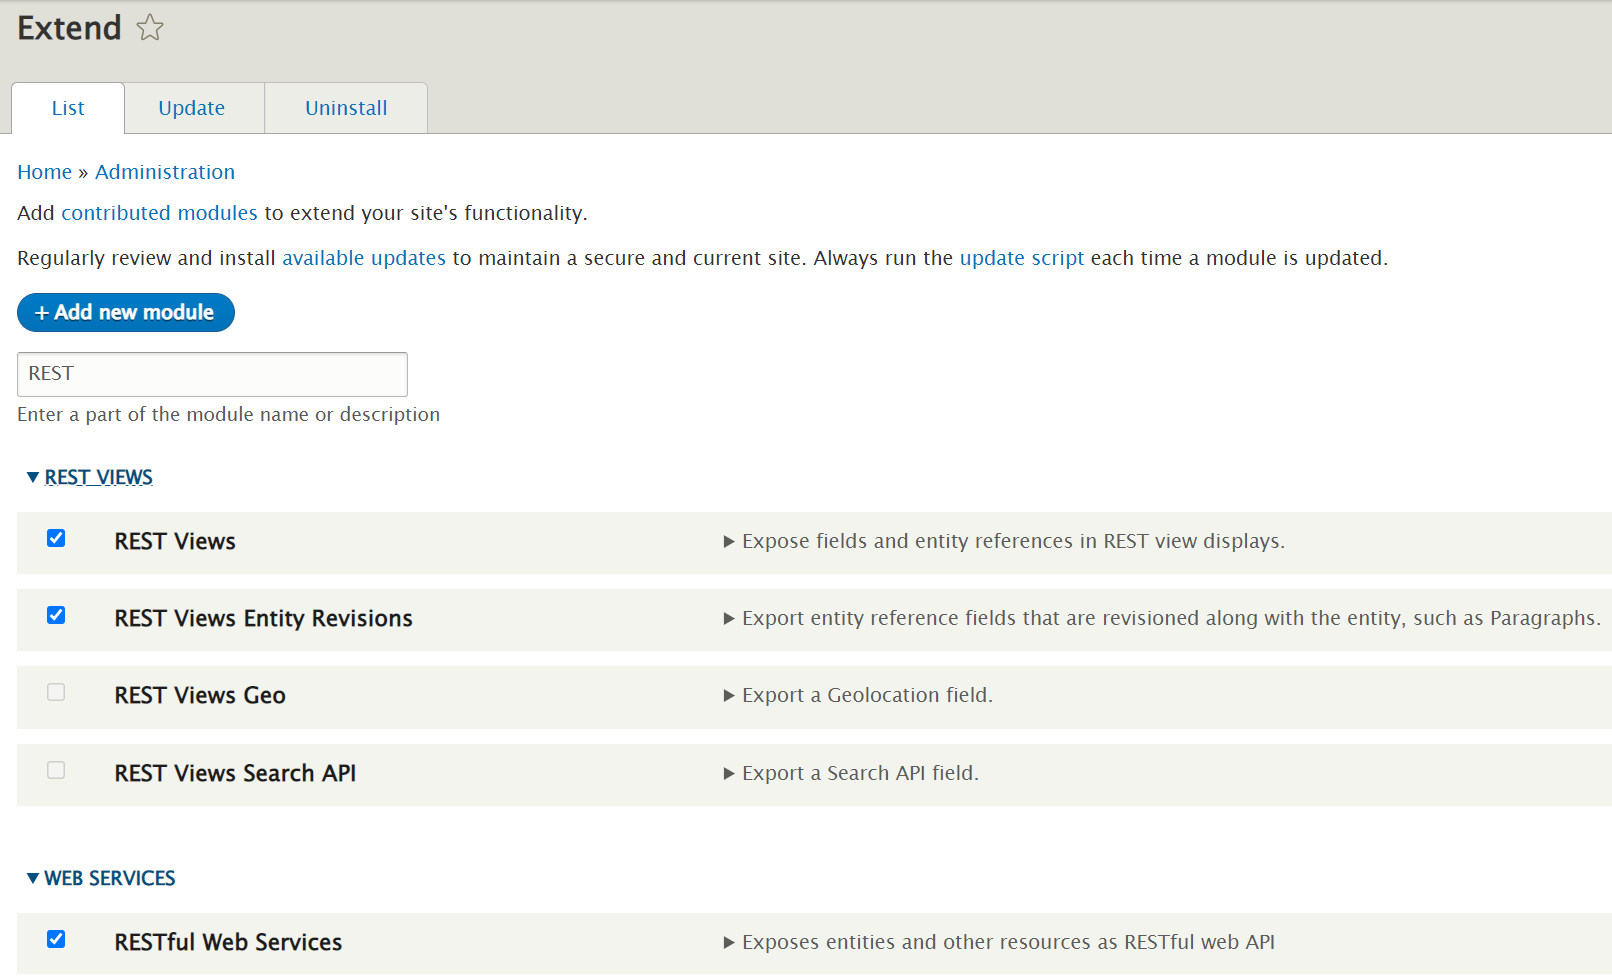 Extend
List Update Uninstall
Home » Administration
Add contributed modules to extend your site's functionality.
Regularly review and install available updates to maintain a secure and current site. Always run the update script each time a module is updated.
+ Add new module
REST
Enter a part of the module name or description
REST VIEWS
REST Views Expose fields and entity references in REST view displays.
REST Views Entity Revisions Export entity reference fields that are revisioned along with the entity, such as Paragraphs.
REST Views Geo Export a Geolocation field.
REST Views Search API Export a Search API field.
WEB SERVICES
RESTful Web Services Exposes entities and other resources as RESTful web API